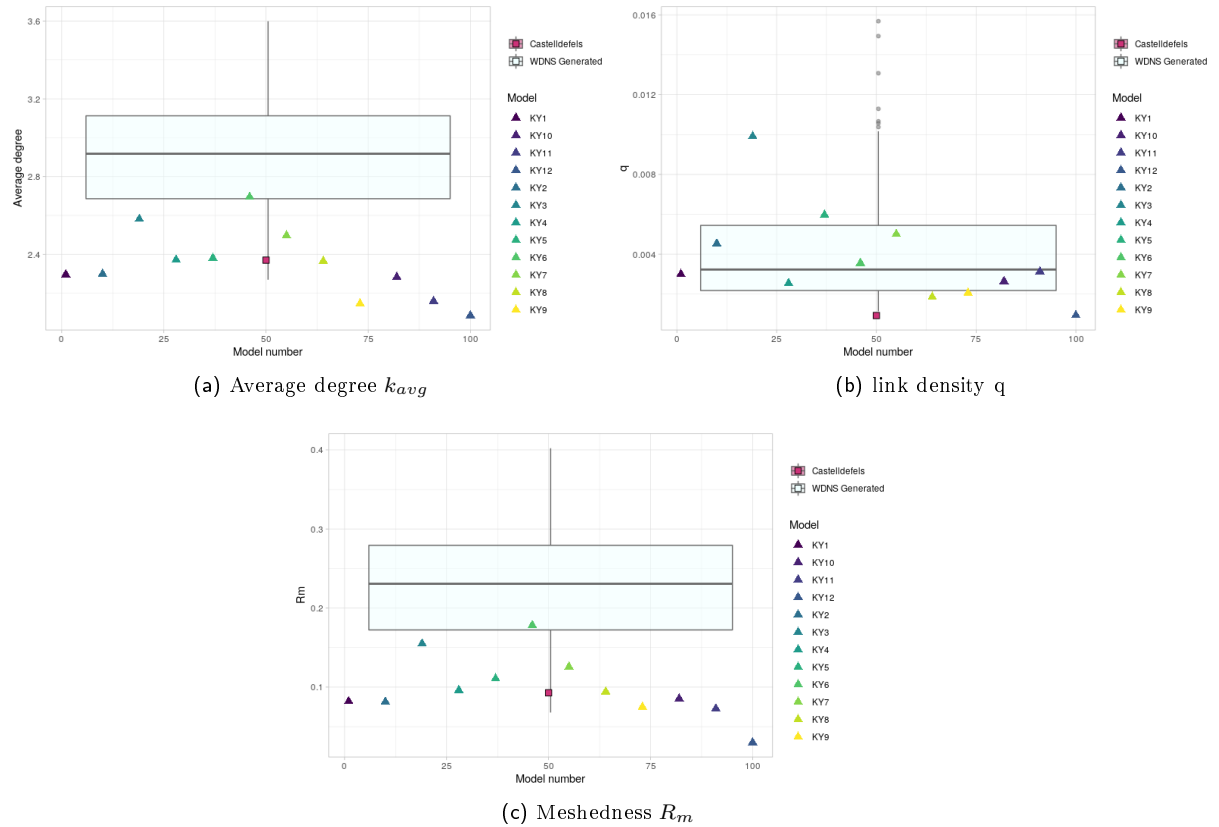 3.6
3.2
2.8
2.4
Average degree
0
25
50
75
100
Model number
Castelldefels
WDNS Generated
Model
KY1
KY10
KY11
KY12
KY2
KY3
KY4
KY5
KY6
KY7
KY8
KY9
(a) Average degree k_avg
0.016
0.012
0.008
0.004
q
0
25
50
75
100
Model number
Castelldefels
WDNS Generated
Model
KY1
KY10
KY11
KY12
KY2
KY3
KY4
KY5
KY6
KY7
KY8
KY9
(b) link density q
0.4
0.3
0.2
0.1
Rm
0
25
50
75
100
Model number
Castelldefels
WDNS Generated
Model
KY1
KY10
KY11
KY12
KY2
KY3
KY4
KY5
KY6
KY7
KY8
KY9
(c) Meshedness R_m